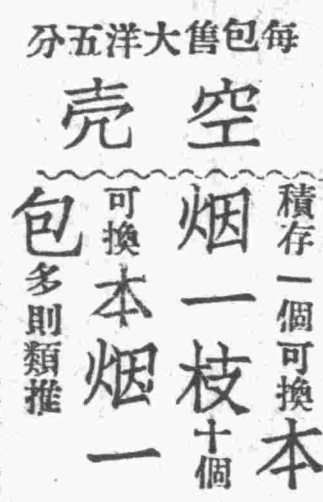 每包售大洋五分
空壳
積存一個可換本
烟一枝十個
可換本烟一
包多則類推